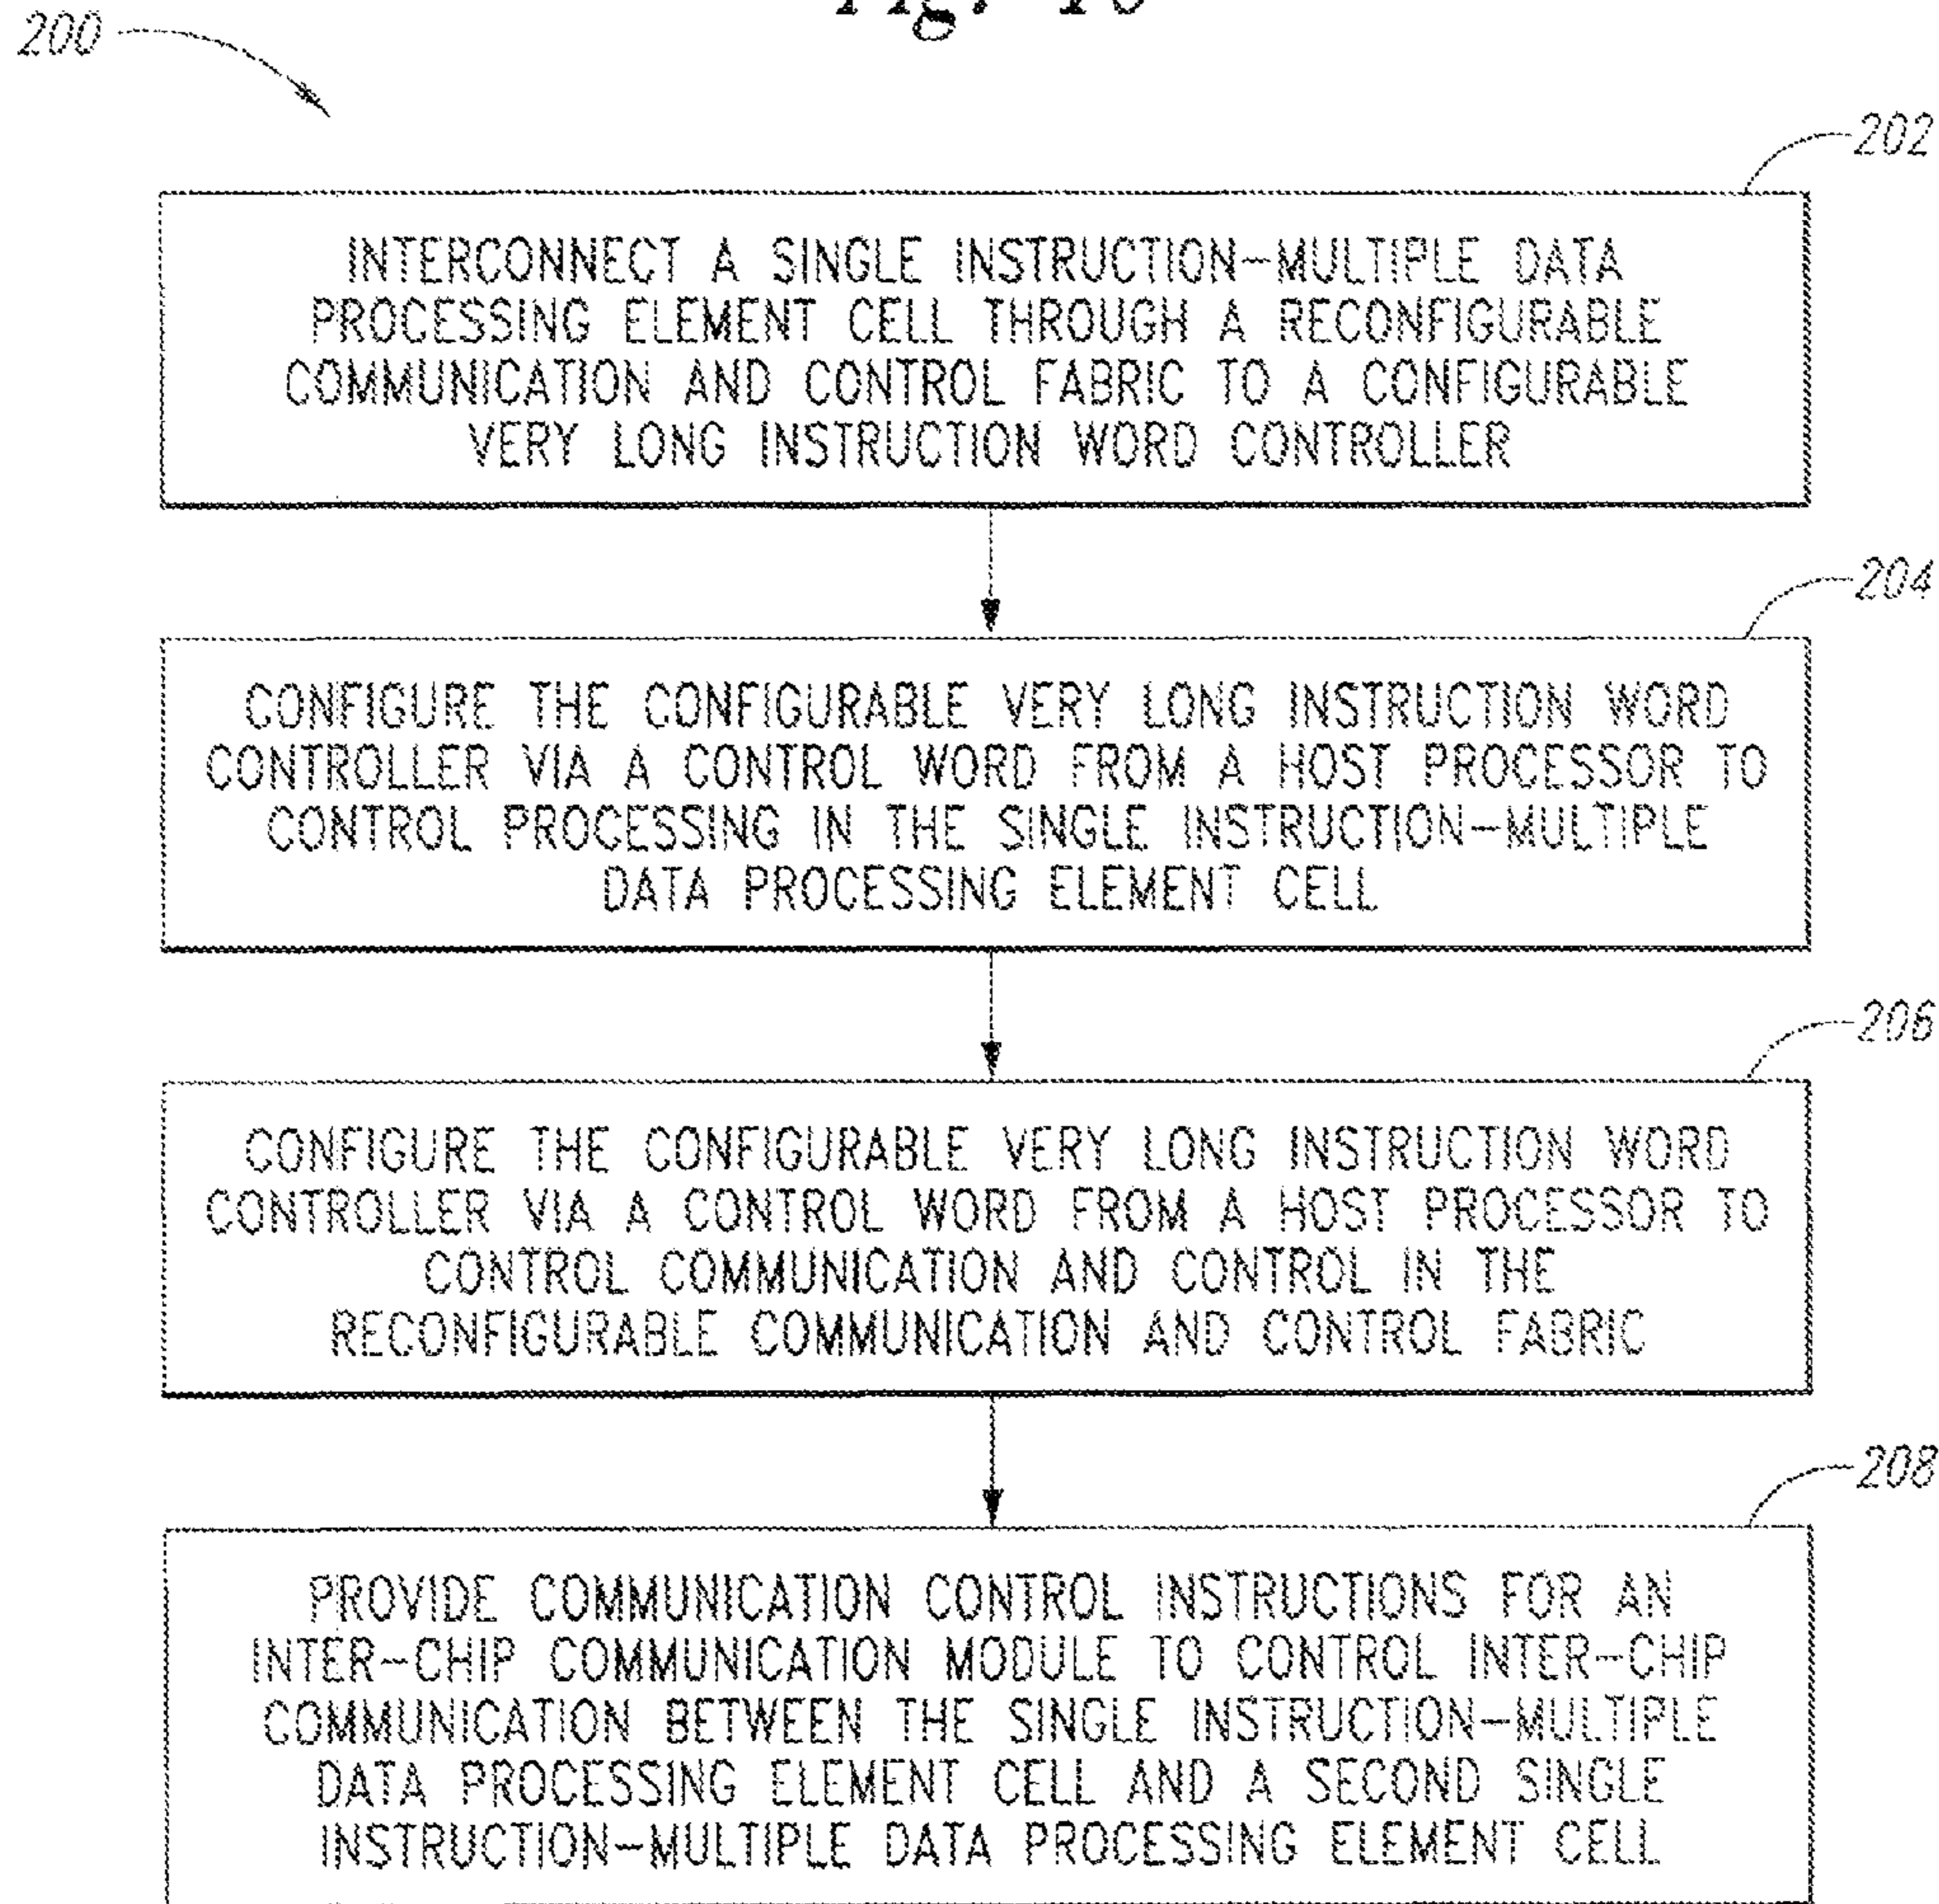 200
202
INTERCONNECT A SINGLE INSTRUCTION-MULTIPLE DATA
PROCESSING ELEMENT CELL THROUGH A RECONFIGURABLE
COMMUNICATION AND CONTROL FABRIC TO A CONFIGURABLE
VERY LONG INSTRUCTION WORD CONTROLLER
204
CONFIGURE THE CONFIGURABLE VERY LONG INSTRUCTION WORD
CONTROLLER VIA A CONTROL WORD FROM A HOST PROCESSOR TO
CONTROL PROCESSING IN THE SINGLE INSTRUCTION-MULTIPLE
DATA PROCESSING ELEMENT CELL
206
CONFIGURE THE CONFIGURABLE VERY LONG INSTRUCTION WORD
CONTROLLER VIA A CONTROL WORD FROM A HOST PROCESSOR TO
CONTROL COMMUNICATION AND CONTROL IN THE
RECONFIGURABLE COMMUNICATION AND CONTROL FABRIC
208
PROVIDE COMMUNICATION CONTROL INSTRUCTIONS FOR AN
INTER-CHIP COMMUNICATION MODULE TO CONTROL INTER-CHIP
COMMUNICATION BETWEEN THE SINGLE INSTRUCTION-MULTIPLE
DATA PROCESSING ELEMENT CELL AND A SECOND SINGLE
INSTRUCTION-MULTIPLE DATA PROCESSING ELEMENT CELL